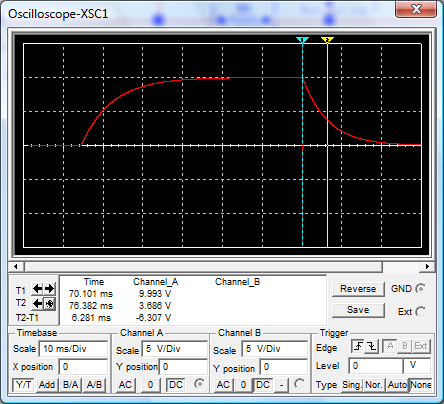 Oscilloscope-XSC1
1 2
Time Channel_A Channel_B
T1 70.101 ms 9.993 V
T2 76.382 ms 3.686 V
T2-T1 6.281 ms -6.307 V
Reverse GND
Save Ext
Timebase Channel A Channel B Trigger
Scale 10 ms/Div Scale 5 V/Div Scale 5 V/Div Edge A B Ext
X position 0 Y position 0 Y position 0 Level 0 V
Y/T Add B/A A/B AC 0 DC AC 0 DC - Type Sing. Nor. Auto None